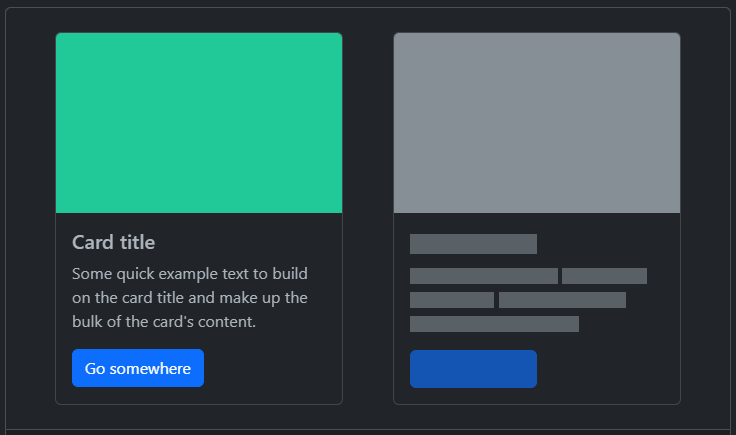 Card title
Some quick example text to build
on the card title and make up the
bulk of the card's content.
Go somewhere